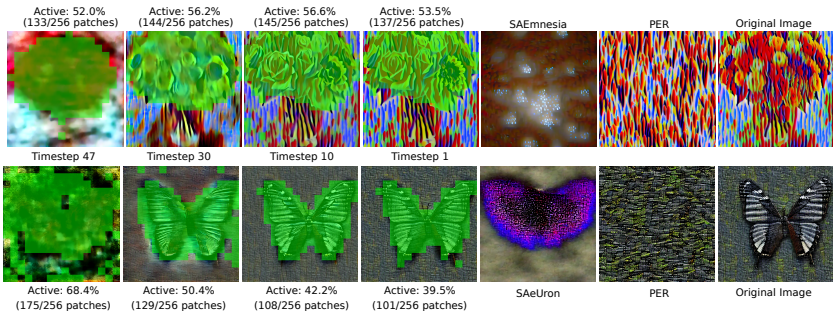 Active: 52.0% Active: 56.2% Active: 56.6% Active: 53.5%
(133/256 patches) (144/256 patches) (145/256 patches) (137/256 patches) SAEmnesia PER Original Image
Timestep 47 Timestep 30 Timestep 10 Timestep 1
Active: 68.4% Active: 50.4% Active: 42.2% Active: 39.5% SAeUron PER Original Image
(175/256 patches) (129/256 patches) (108/256 patches) (101/256 patches)